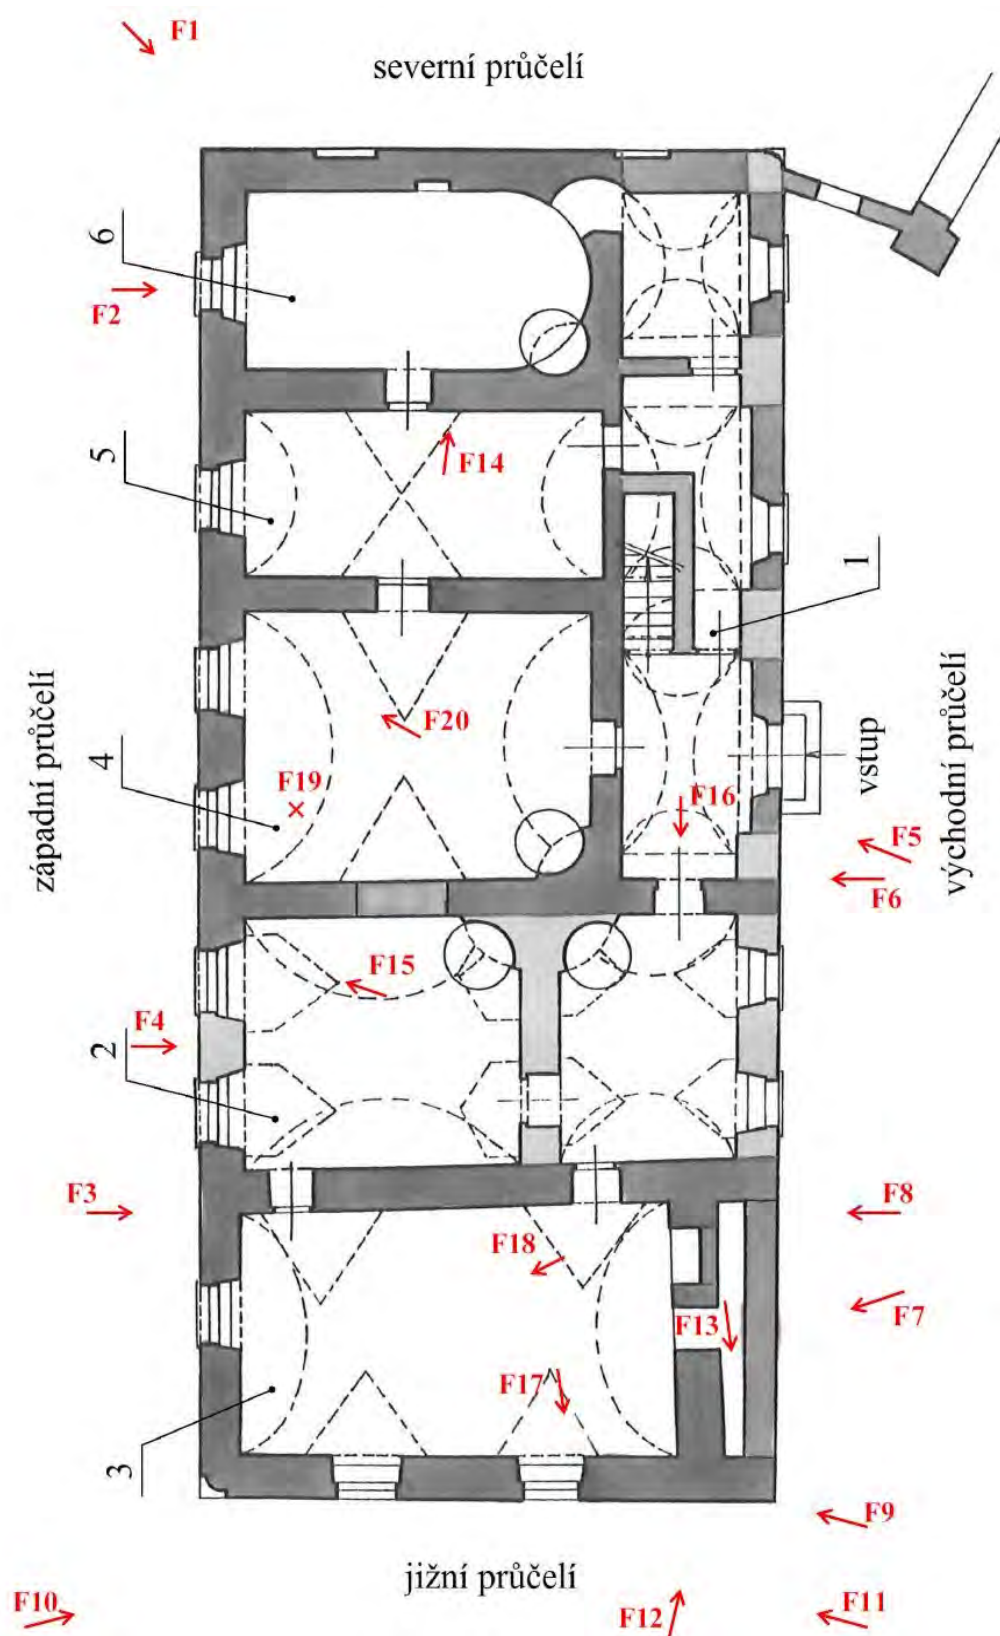 F1
severní průčelí
6
F2
5
F14
1
západní průčelí
4
F20
F19
F16
vstup
východní průčelí
F5
F6
F15
F4
2
F3
F8
F18
F7
F13
F17
3
F9
jižní průčelí
F10
F12
F11